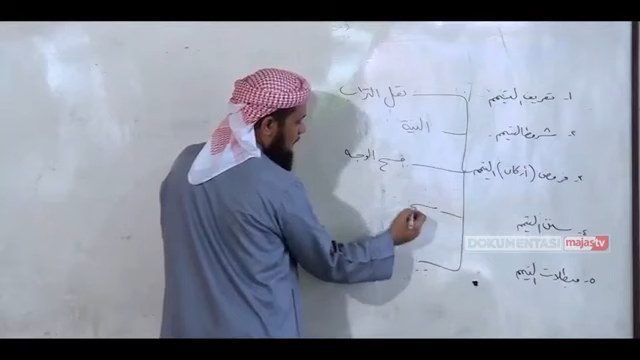 ١- تعريف التيمم
٢- شروط التيمم
٣- فروض (أركان) التيمم
٤- سنن التيمم
٥- مبطلات التيمم
نقل التراب
النية
مسح الوجه
DOKUMENTASI majas.tv